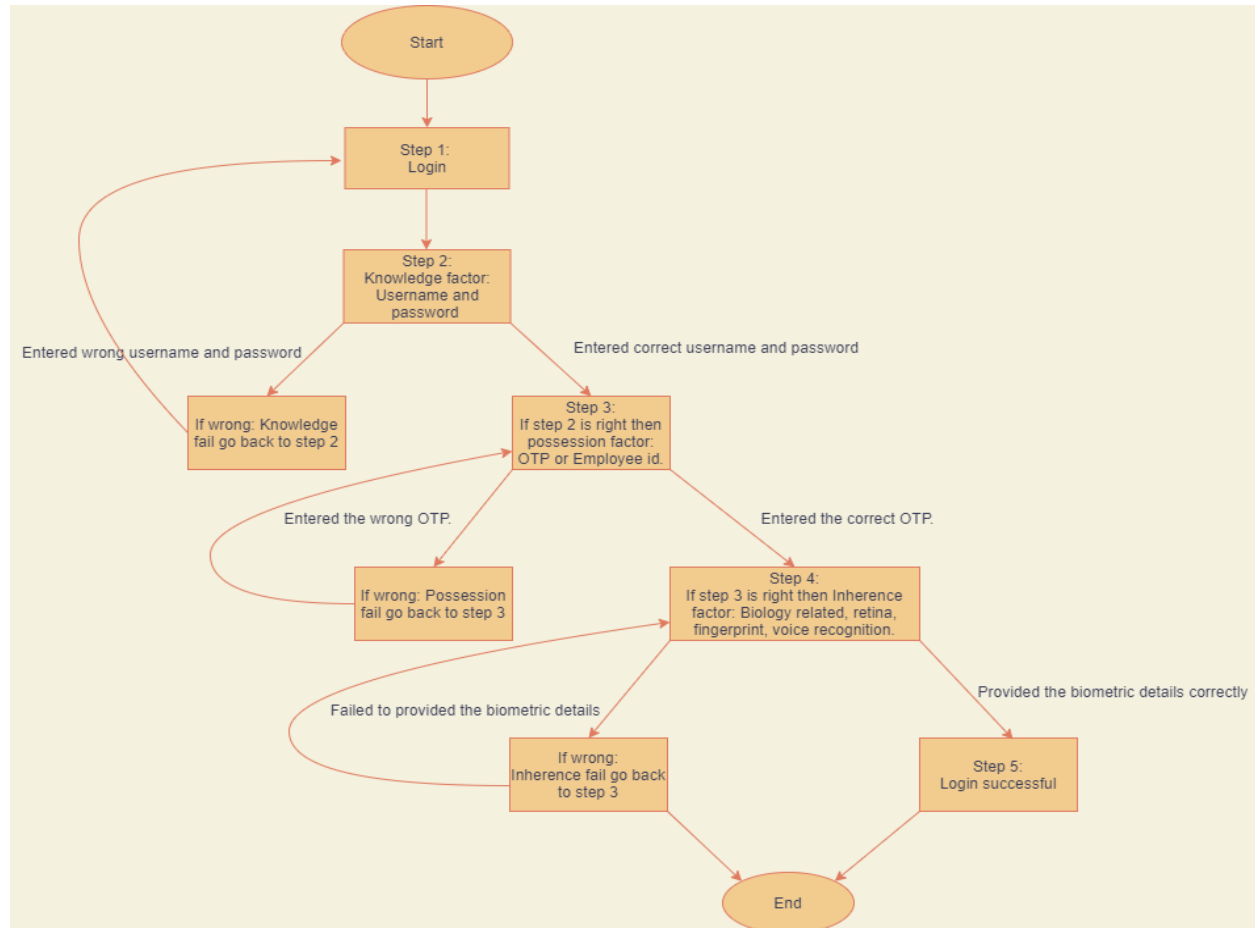 Start
Step 1:
Login
Step 2:
Knowledge factor:
Username and
password
Entered wrong username and password
Entered correct username and password
If wrong: Knowledge
fail go back to step 2
Step 3:
If step 2 is right then
possession factor:
OTP or Employee id.
Entered the wrong OTP.
Entered the correct OTP.
If wrong: Possession
fail go back to step 3
Step 4:
If step 3 is right then Inherence
factor: Biology related, retina,
fingerprint, voice recognition.
Failed to provided the biometric details
Provided the biometric details correctly
If wrong:
Inherence fail go back
to step 3
Step 5:
Login successful
End